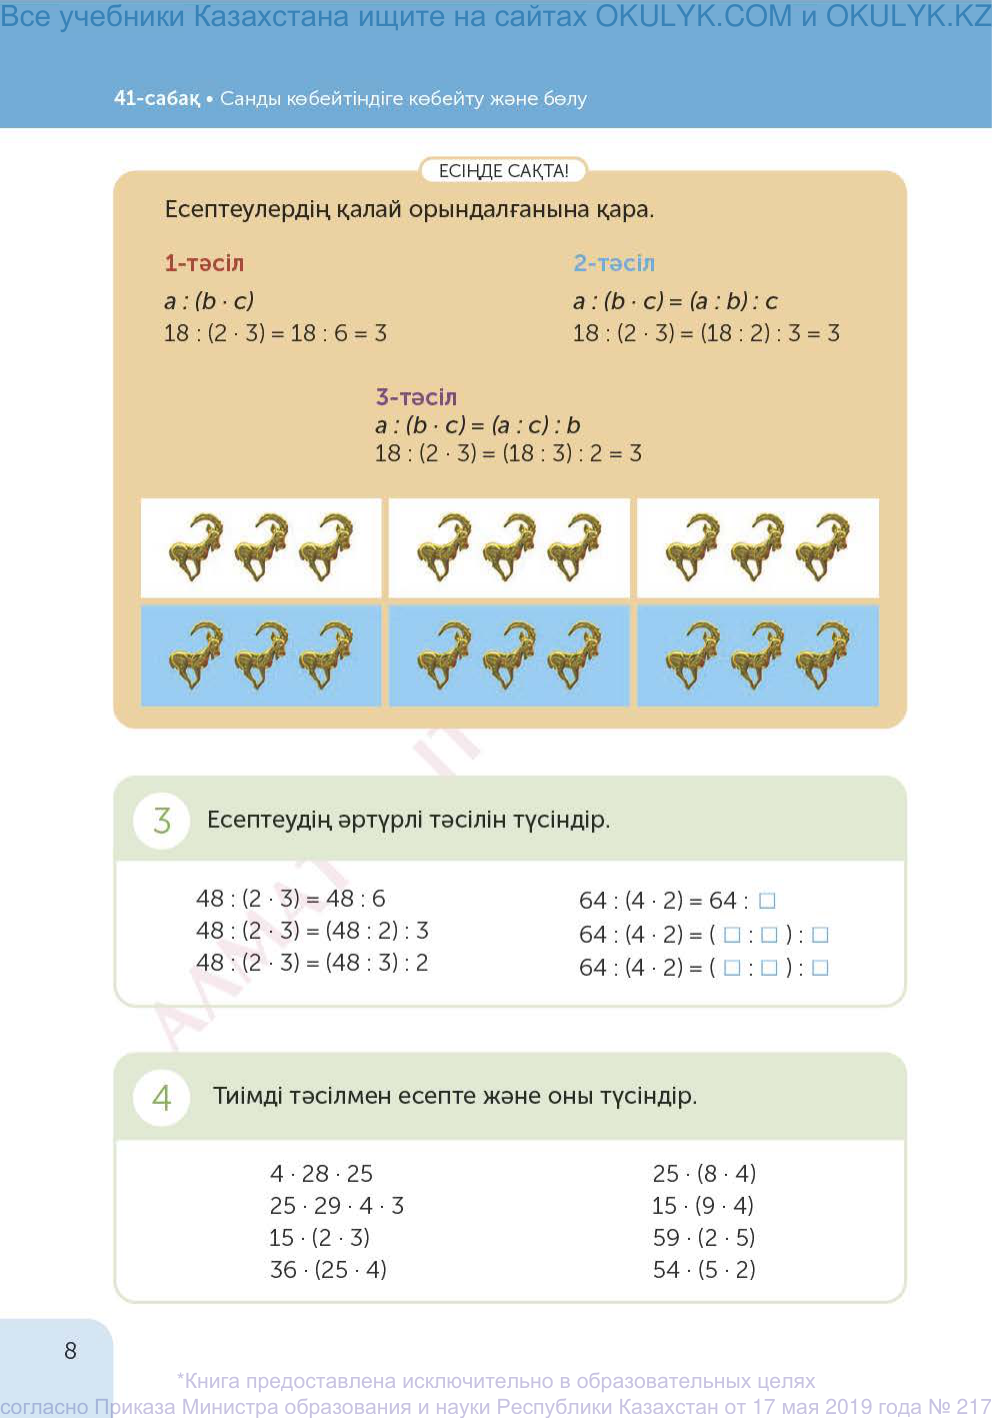 Все учебники Казахстана ищите на сайтах OKULYK.COM и OKULYK.KZ
41-сабақ • Санды көбейтіндіге көбейту және бөлу
ЕСІҢДЕ САҚТА!
Есептеулердің қалай орындалғанына қара.
1-тәсіл
a : (b · c)
18 : (2 · 3) = 18 : 6 = 3
2-тәсіл
a : (b · c) = (a : b) : c
18 : (2 · 3) = (18 : 2) : 3 = 3
3-тәсіл
a : (b · c) = (a : c) : b
18 : (2 · 3) = (18 : 3) : 2 = 3
3 Есептеудің әртүрлі тәсілін түсіндір.
48 : (2 · 3) = 48 : 6
48 : (2 · 3) = (48 : 2) : 3
48 : (2 · 3) = (48 : 3) : 2
64 : (4 · 2) = 64 : □
64 : (4 · 2) = ( □ : □ ) : □
64 : (4 · 2) = ( □ : □ ) : □
4 Тиімді тәсілмен есепте және оны түсіндір.
4 · 28 · 25
25 · 29 · 4 · 3
15 · (2 · 3)
36 · (25 · 4)
25 · (8 · 4)
15 · (9 · 4)
59 · (2 · 5)
54 · (5 · 2)
8
*Книга предоставлена исключительно в образовательных целях
согласно Приказа Министра образования и науки Республики Казахстан от 17 мая 2019 года № 217